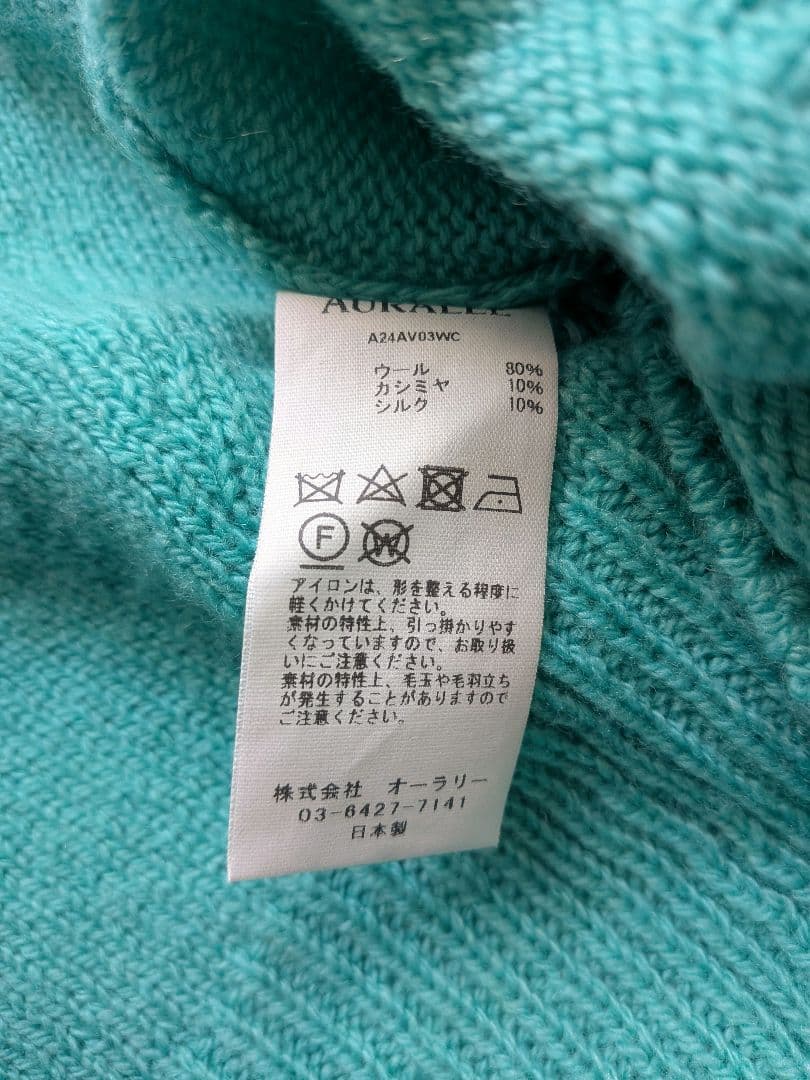 AURALEE
A24AV03WC
ウール 80%
カシミヤ 10%
シルク 10%
F W
アイロンは、形を整える程度に
軽くかけてください。
素材の特性上、引っ掛かりやす
くなっていますので、お取り扱
いにご注意ください。
素材の特性上、毛玉や毛羽立ち
が発生することがありますので
ご注意ください。
株式会社 オーラリー
03-6427-7141
日本製